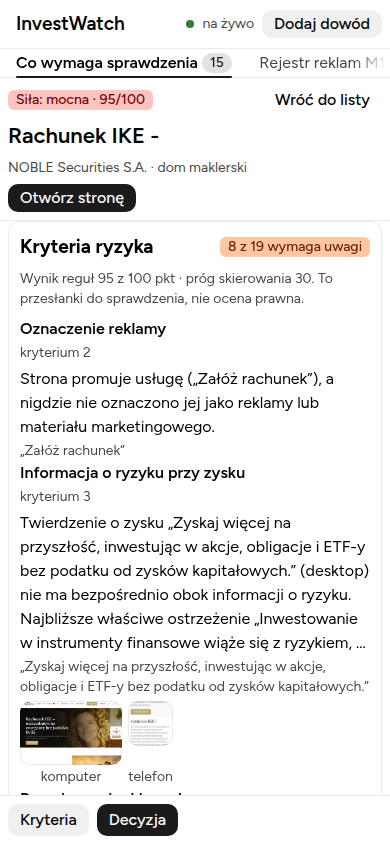 InvestWatch
na żywo
Dodaj dowód
Co wymaga sprawdzenia 15
Rejestr reklam M1
Siła: mocna · 95/100
Wróć do listy
Rachunek IKE -
NOBLE Securities S.A. · dom maklerski
Otwórz stronę
Kryteria ryzyka
8 z 19 wymaga uwagi
Wynik reguł 95 z 100 pkt · próg skierowania 30. To
przesłanki do sprawdzenia, nie ocena prawna.
Oznaczenie reklamy
kryterium 2
Strona promuje usługę („Załóż rachunek”), a
nigdzie nie oznaczono jej jako reklamy lub
materiału marketingowego.
„Załóż rachunek”
Informacja o ryzyku przy zysku
kryterium 3
Twierdzenie o zysku „Zyskaj więcej na
przyszłość, inwestując w akcje, obligacje i ETF-y
bez podatku od zysków kapitałowych.” (desktop)
nie ma bezpośrednio obok informacji o ryzyku.
Najbliższe właściwe ostrzeżenie „Inwestowanie
w instrumenty finansowe wiąże się z ryzykiem, ...
„Zyskaj więcej na przyszłość, inwestując w akcje,
obligacje i ETF-y bez podatku od zysków kapitałowych.”
komputer
telefon
Kryteria
Decyzja